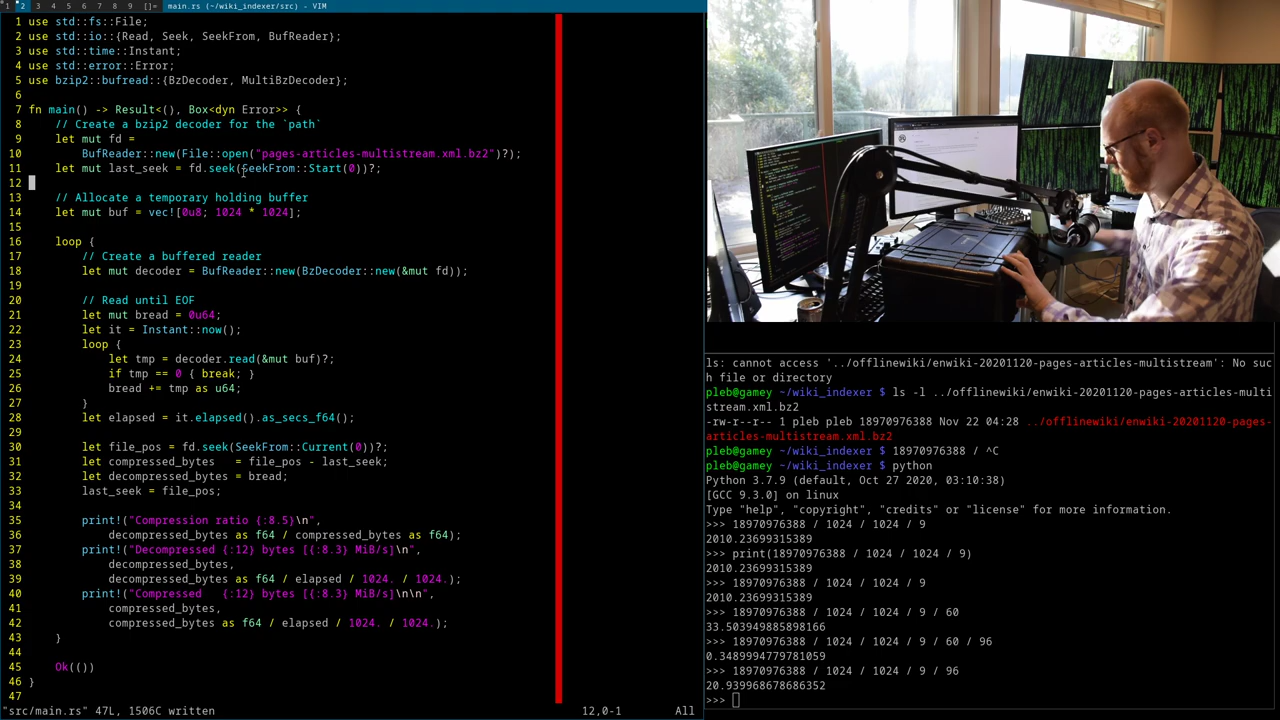 1 2 3 4 5 6 7 8 9 []= main.rs (~/wiki_indexer/src) - VIM
1 use std::fs::File;
2 use std::io::{Read, Seek, SeekFrom, BufReader};
3 use std::time::Instant;
4 use std::error::Error;
5 use bzip2::bufread::{BzDecoder, MultiBzDecoder};
6
7 fn main() -> Result<(), Box<dyn Error>> {
8     // Create a bzip2 decoder for the `path`
9     let mut fd =
10         BufReader::new(File::open("pages-articles-multistream.xml.bz2")?);
11     let mut last_seek = fd.seek(SeekFrom::Start(0))?;
12
13     // Allocate a temporary holding buffer
14     let mut buf = vec![0u8; 1024 * 1024];
15
16     loop {
17         // Create a buffered reader
18         let mut decoder = BufReader::new(BzDecoder::new(&mut fd));
19
20         // Read until EOF
21         let mut bread = 0u64;
22         let it = Instant::now();
23         loop {
24             let tmp = decoder.read(&mut buf)?;
25             if tmp == 0 { break; }
26             bread += tmp as u64;
27         }
28         let elapsed = it.elapsed().as_secs_f64();
29
30         let file_pos = fd.seek(SeekFrom::Current(0))?;
31         let compressed_bytes   = file_pos - last_seek;
32         let decompressed_bytes = bread;
33         last_seek = file_pos;
34
35         print!("Compression ratio {:8.5}\n",
36             decompressed_bytes as f64 / compressed_bytes as f64);
37         print!("Decompressed {:12} bytes [{:8.3} MiB/s]\n",
38             decompressed_bytes,
39             decompressed_bytes as f64 / elapsed / 1024. / 1024.);
40         print!("Compressed   {:12} bytes [{:8.3} MiB/s]\n\n",
41             compressed_bytes,
42             compressed_bytes as f64 / elapsed / 1024. / 1024.);
43     }
44
45     Ok(())
46 }
47
"src/main.rs" 47L, 1506C written 12,0-1 All
ls: cannot access '../offlinewiki/enwiki-20201120-pages-articles-multistream': No suc
h file or directory
pleb@gamey ~/wiki_indexer $ ls -l ../offlinewiki/enwiki-20201120-pages-articles-multi
stream.xml.bz2
-rw-r--r-- 1 pleb pleb 18970976388 Nov 22 04:28 ../offlinewiki/enwiki-20201120-pages-
articles-multistream.xml.bz2
pleb@gamey ~/wiki_indexer $ 18970976388 / ^C
pleb@gamey ~/wiki_indexer $ python
Python 3.7.9 (default, Oct 27 2020, 03:10:38)
[GCC 9.3.0] on linux
Type "help", "copyright", "credits" or "license" for more information.
>>> 18970976388 / 1024 / 1024 / 9
2010.23699315389
>>> print(18970976388 / 1024 / 1024 / 9)
2010.23699315389
>>> 18970976388 / 1024 / 1024 / 9
2010.23699315389
>>> 18970976388 / 1024 / 1024 / 9 / 60
33.503949885898166
>>> 18970976388 / 1024 / 1024 / 9 / 60 / 96
0.3489994779781059
>>> 18970976388 / 1024 / 1024 / 9 / 96
20.939968678686352
>>>